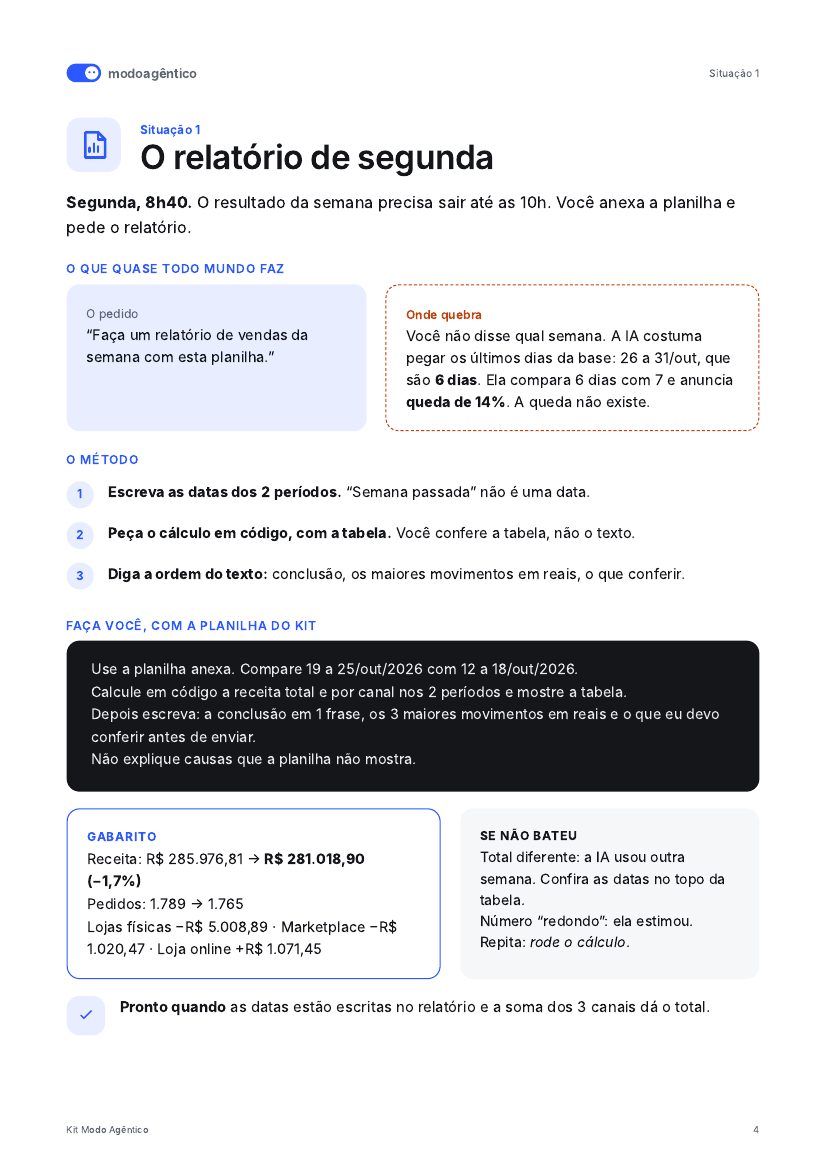 modoagêntico
Situação 1
Situação 1
O relatório de segunda
Segunda, 8h40. O resultado da semana precisa sair até as 10h. Você anexa a planilha e
pede o relatório.
O QUE QUASE TODO MUNDO FAZ
O pedido
“Faça um relatório de vendas da
semana com esta planilha.”
Onde quebra
Você não disse qual semana. A IA costuma
pegar os últimos dias da base: 26 a 31/out, que
são 6 dias. Ela compara 6 dias com 7 e anuncia
queda de 14%. A queda não existe.
O MÉTODO
1 Escreva as datas dos 2 períodos. “Semana passada” não é uma data.
2 Peça o cálculo em código, com a tabela. Você confere a tabela, não o texto.
3 Diga a ordem do texto: conclusão, os maiores movimentos em reais, o que conferir.
FAÇA VOCÊ, COM A PLANILHA DO KIT
Use a planilha anexa. Compare 19 a 25/out/2026 com 12 a 18/out/2026.
Calcule em código a receita total e por canal nos 2 períodos e mostre a tabela.
Depois escreva: a conclusão em 1 frase, os 3 maiores movimentos em reais e o que eu devo
conferir antes de enviar.
Não explique causas que a planilha não mostra.
GABARITO
Receita: R$ 285.976,81 → R$ 281.018,90
(−1,7%)
Pedidos: 1.789 → 1.765
Lojas físicas −R$ 5.008,89 · Marketplace −R$
1.020,47 · Loja online +R$ 1.071,45
SE NÃO BATEU
Total diferente: a IA usou outra
semana. Confira as datas no topo da
tabela.
Número “redondo”: ela estimou.
Repita: rode o cálculo.
Pronto quando as datas estão escritas no relatório e a soma dos 3 canais dá o total.
Kit Modo Agêntico
4